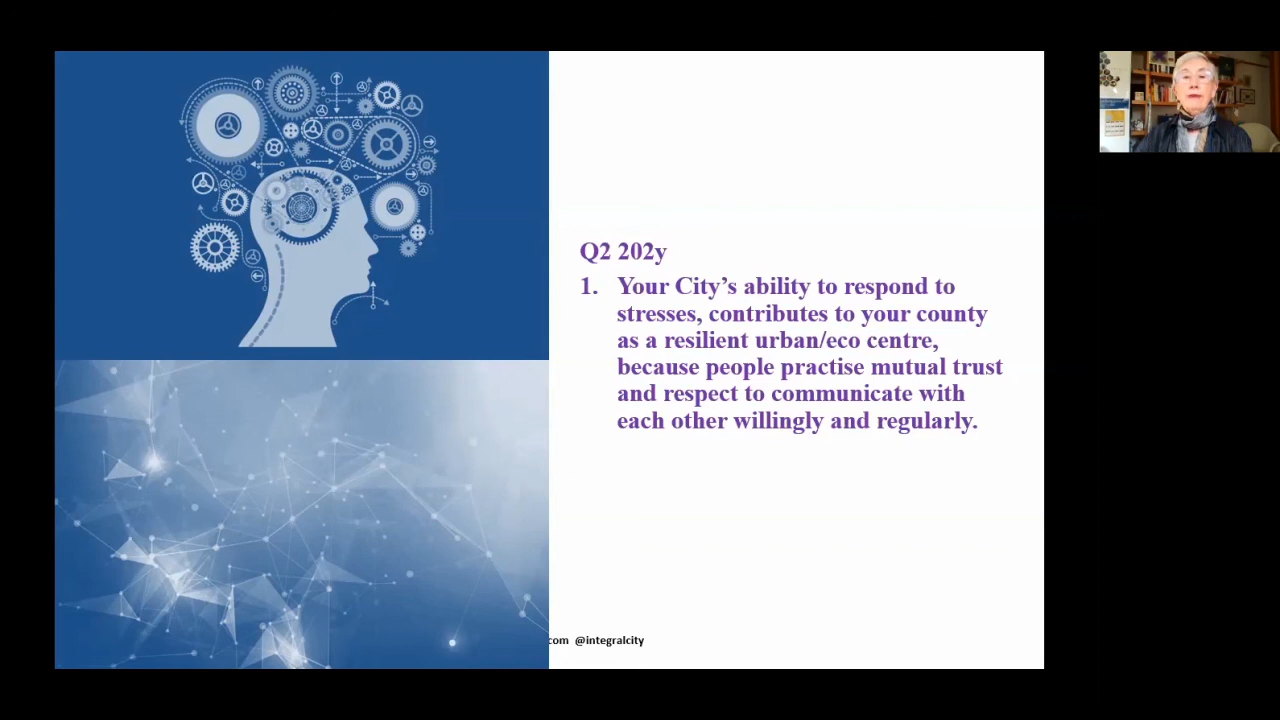 Q2 202y
1. Your City's ability to respond to
stresses, contributes to your county
as a resilient urban/eco centre,
because people practise mutual trust
and respect to communicate with
each other willingly and regularly.
com @integralcity